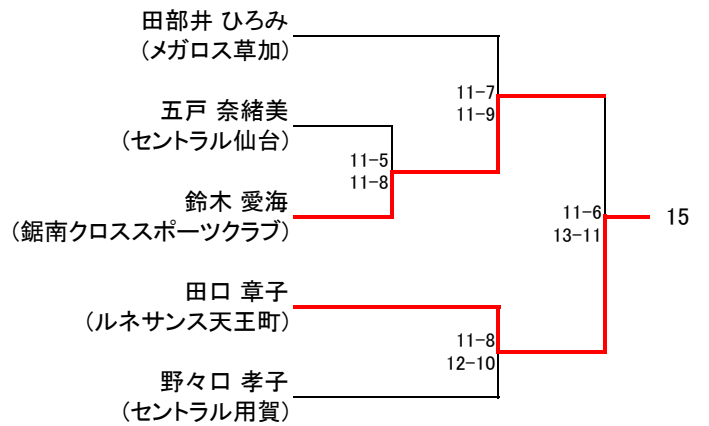 田部井 ひろみ
(メガロス草加)
11-7
11-9
五戸 奈緒美
(セントラル仙台)
11-5
11-8
鈴木 愛海
(鋸南クロススポーツクラブ)
11-6
13-11
15
田口 章子
(ルネサンス天王町)
11-8
12-10
野々口 孝子
(セントラル用賀)